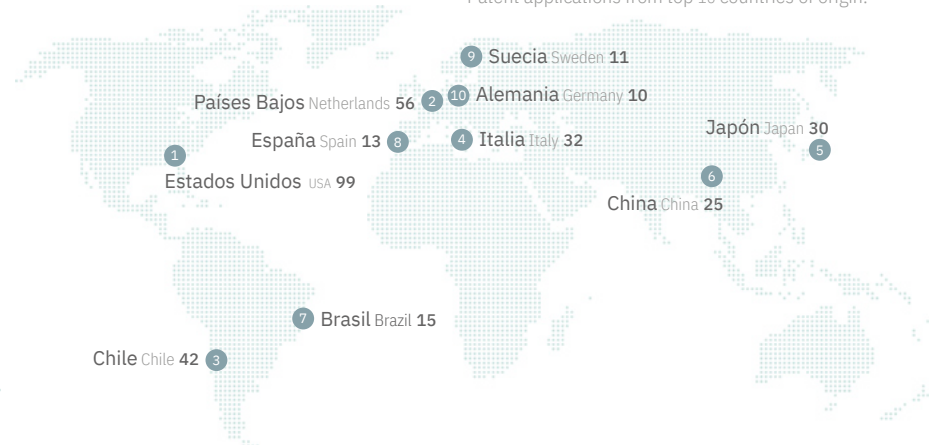 Patent applications from top 10 countries of origin.
9 Suecia Sweden 11
Países Bajos Netherlands 56 2
10 Alemania Germany 10
España Spain 13 8
4 Italia Italy 32
Japón Japan 30
5
1
Estados Unidos USA 99
6
China China 25
7 Brasil Brazil 15
Chile Chile 42 3